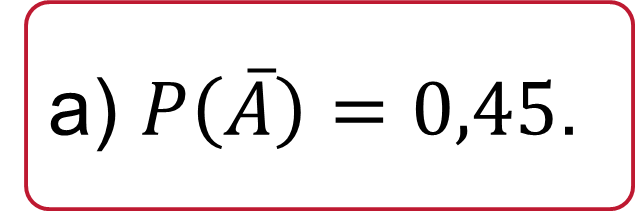 a) P(Ā) = 0,45.